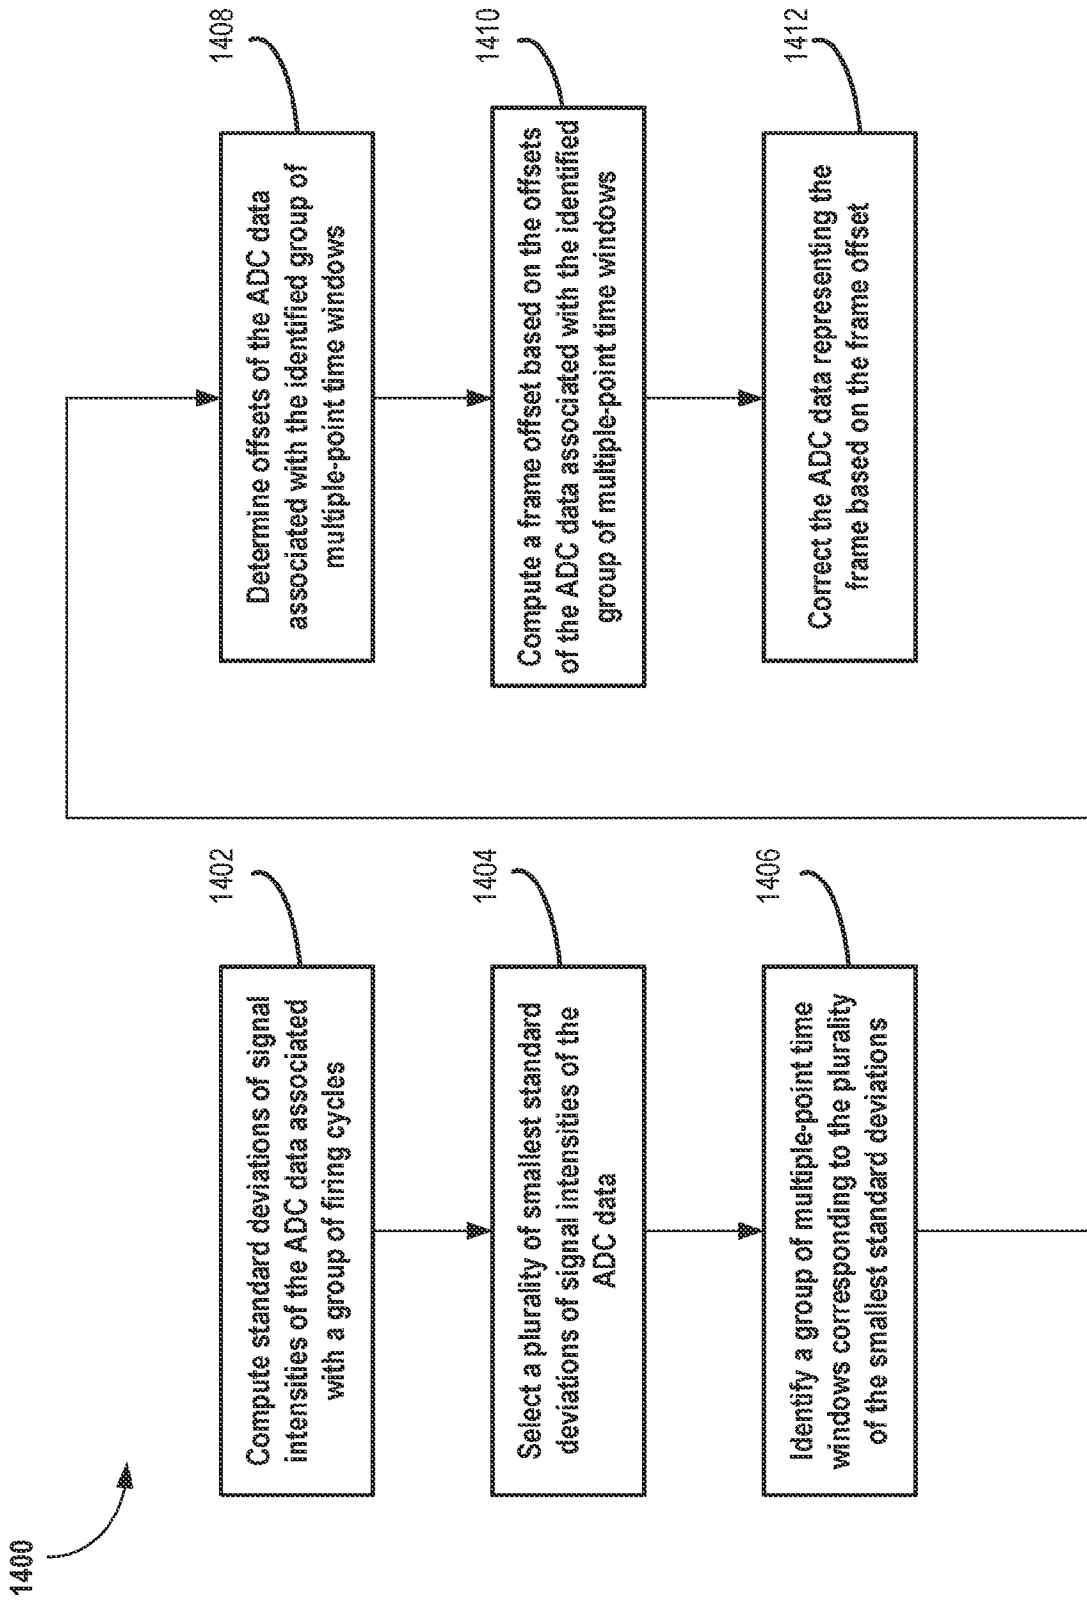 1400
1402
Compute standard deviations of signal
intensities of the ADC data associated
with a group of firing cycles
1404
Select a plurality of smallest standard
deviations of signal intensities of the
ADC data
1406
Identify a group of multiple-point time
windows corresponding to the plurality
of the smallest standard deviations
1408
Determine offsets of the ADC data
associated with the identified group of
multiple-point time windows
1410
Compute a frame offset based on the offsets
of the ADC data associated with the identified
group of multiple-point time windows
1412
Correct the ADC data representing the
frame based on the frame offset